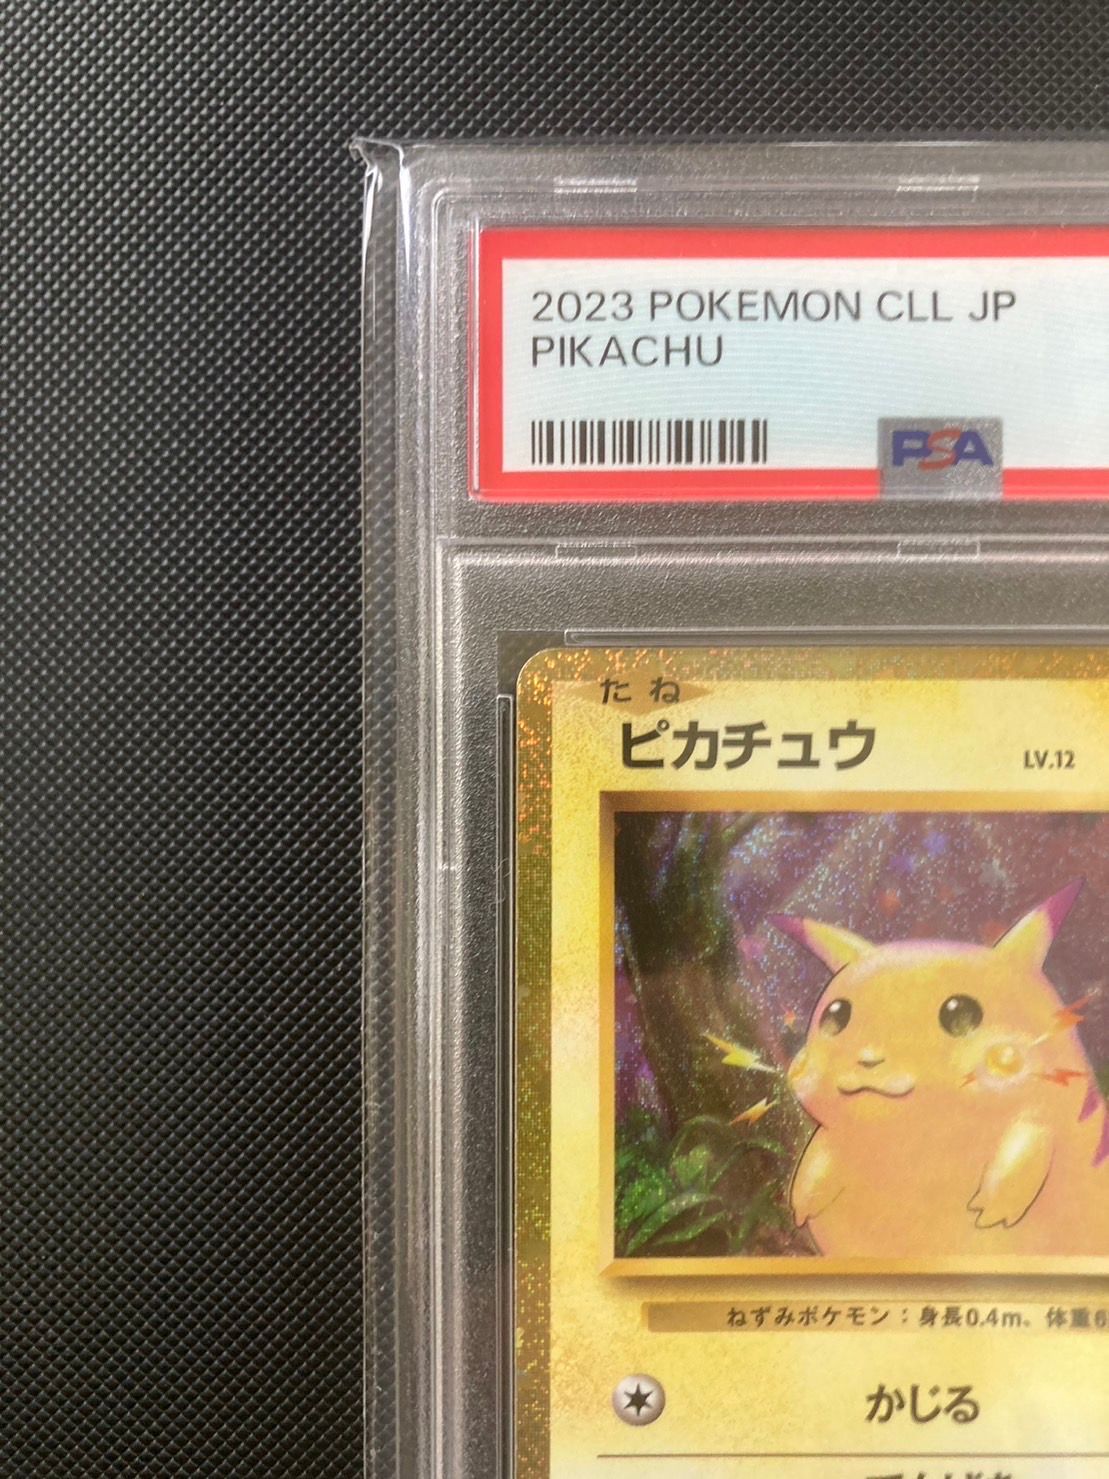 2023 POKEMON CLL JP
PIKACHU
PSA
たね
ピカチュウ LV.12
ねずみポケモン：身長0.4m、体重6
かじる